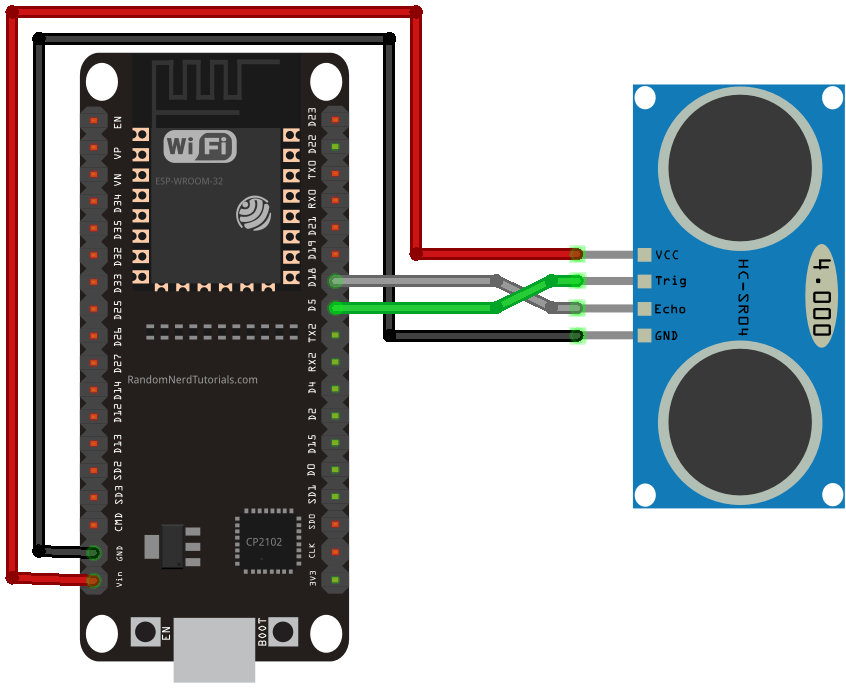 EN
VP
VN
D34
D35
D32
D33
D25
D26
D27
D14
D12
D13
SD2
SD3
CMD
GND
Vin
WiFi
ESP-WROOM-32
RandomNerdTutorials.com
CP2102
EN
BOOT
D23
D22
TX0
RX0
D21
D19
D18
D5
TX2
RX2
D4
D2
D15
D0
SD1
SD0
CLK
3V3
VCC
Trig
Echo
GND
HC-SR04
4.000